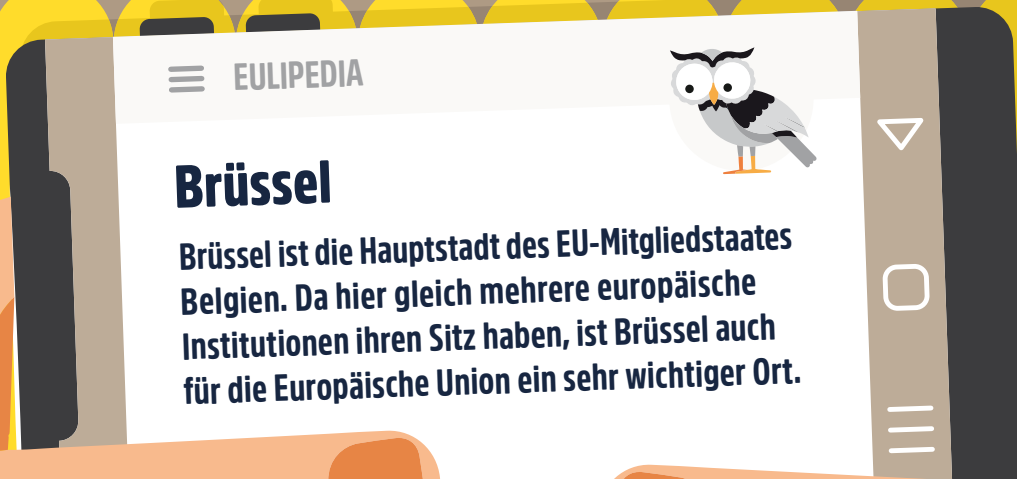 EULIPEDIA
Brüssel
Brüssel ist die Hauptstadt des EU-Mitgliedstaates
Belgien. Da hier gleich mehrere europäische
Institutionen ihren Sitz haben, ist Brüssel auch
für die Europäische Union ein sehr wichtiger Ort.